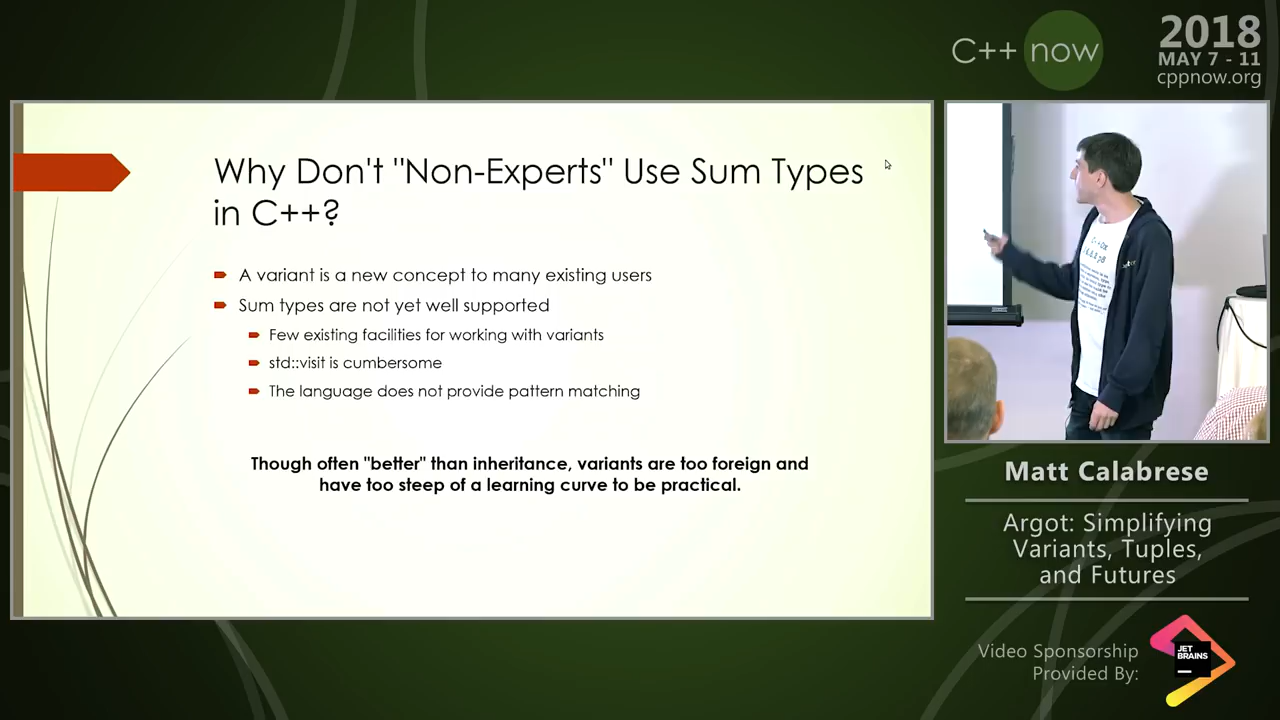 C++ now
2018
MAY 7 - 11
cppnow.org
Why Don't "Non-Experts" Use Sum Types
in C++?
A variant is a new concept to many existing users
Sum types are not yet well supported
Few existing facilities for working with variants
std::visit is cumbersome
The language does not provide pattern matching
Though often "better" than inheritance, variants are too foreign and
have too steep of a learning curve to be practical.
Matt Calabrese
Argot: Simplifying
Variants, Tuples,
and Futures
Video Sponsorship
Provided By:
JET
BRAINS